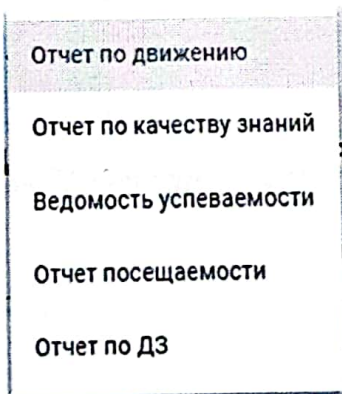 Отчет по движению
Отчет по качеству знаний
Ведомость успеваемости
Отчет посещаемости
Отчет по ДЗ